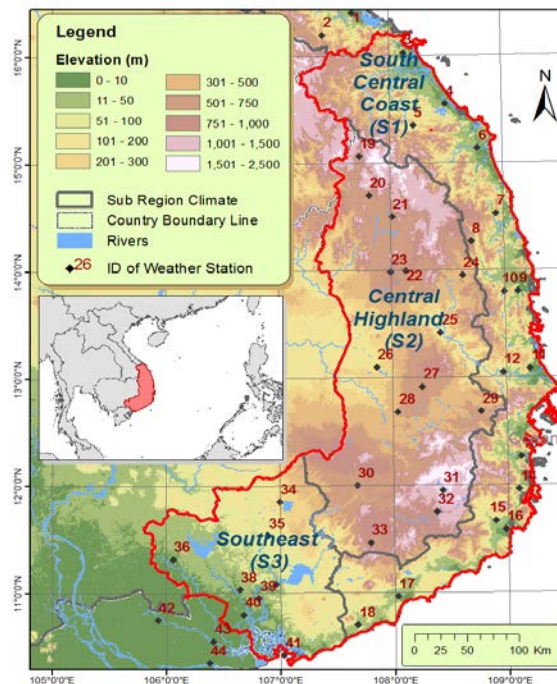 Legend
Elevation (m)
0 - 10
11 - 50
51 - 100
101 - 200
201 - 300
301 - 500
501 - 750
751 - 1,000
1,001 - 1,500
1,501 - 2,500
Sub Region Climate
Country Boundary Line
Rivers
26 ID of Weather Station
N
South
Central
Coast
(S1)
Central
Highland
(S2)
Southeast
(S3)
1
2
4
5
6
19
20
7
21
8
23
22
24
10
9
25
26
12
27
28
29
30
31
32
34
15
16
33
35
36
17
38
39
40
18
42
43
41
44
16°0'0"N
15°0'0"N
14°0'0"N
13°0'0"N
12°0'0"N
11°0'0"N
105°0'0"E
106°0'0"E
107°0'0"E
108°0'0"E
109°0'0"E
0 25 50 100
Km